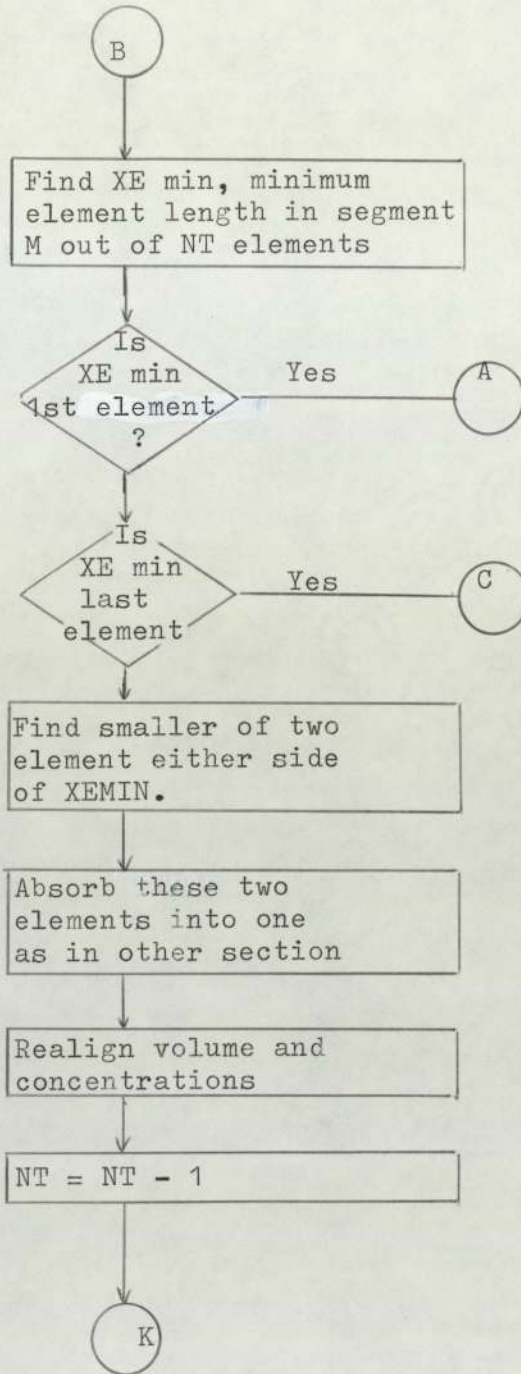 B
Find XE min, minimum
element length in segment
M out of NT elements
Is
XE min
1st element
?
Yes
A
Is
XE min
last
element
Yes
C
Find smaller of two
element either side
of XEMIN.
Absorb these two
elements into one
as in other section
Realign volume and
concentrations
NT = NT - 1
K